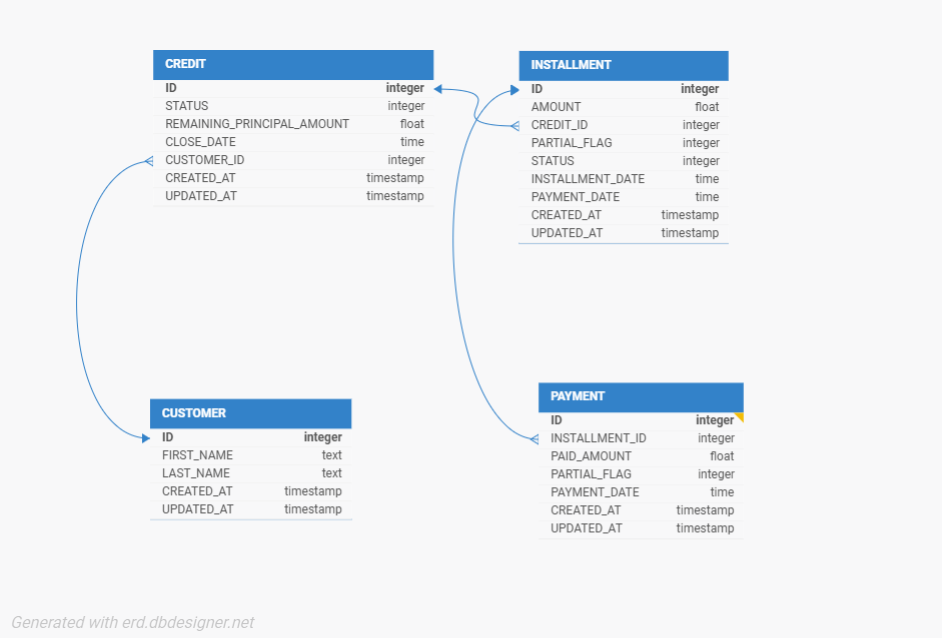 CREDIT
ID integer
STATUS integer
REMAINING_PRINCIPAL_AMOUNT float
CLOSE_DATE time
CUSTOMER_ID integer
CREATED_AT timestamp
UPDATED_AT timestamp
INSTALLMENT
ID integer
AMOUNT float
CREDIT_ID integer
PARTIAL_FLAG integer
STATUS integer
INSTALLMENT_DATE time
PAYMENT_DATE time
CREATED_AT timestamp
UPDATED_AT timestamp
CUSTOMER
ID integer
FIRST_NAME text
LAST_NAME text
CREATED_AT timestamp
UPDATED_AT timestamp
PAYMENT
ID integer
INSTALLMENT_ID integer
PAID_AMOUNT float
PARTIAL_FLAG integer
PAYMENT_DATE time
CREATED_AT timestamp
UPDATED_AT timestamp
Generated with erd.dbdesigner.net